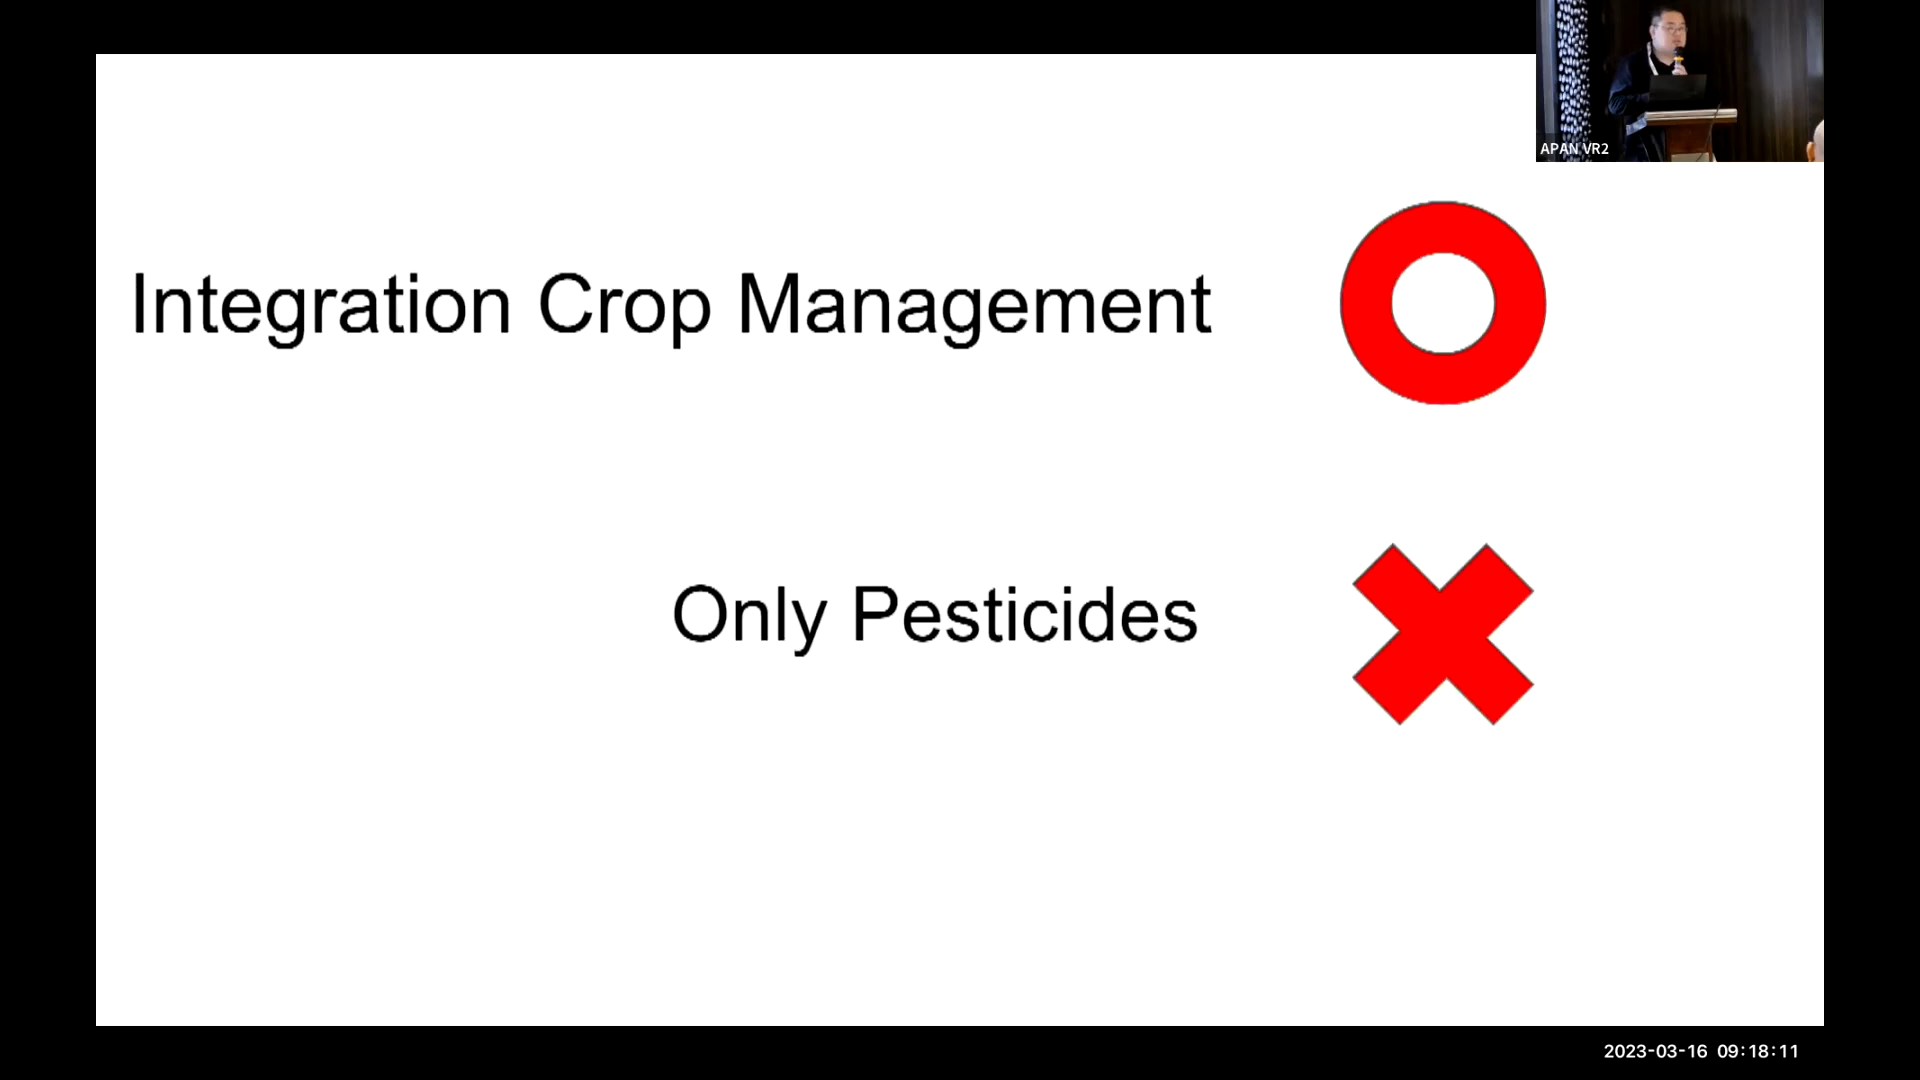 APAN VR2
Integration Crop Management
Only Pesticides
2023-03-16 09:18:11